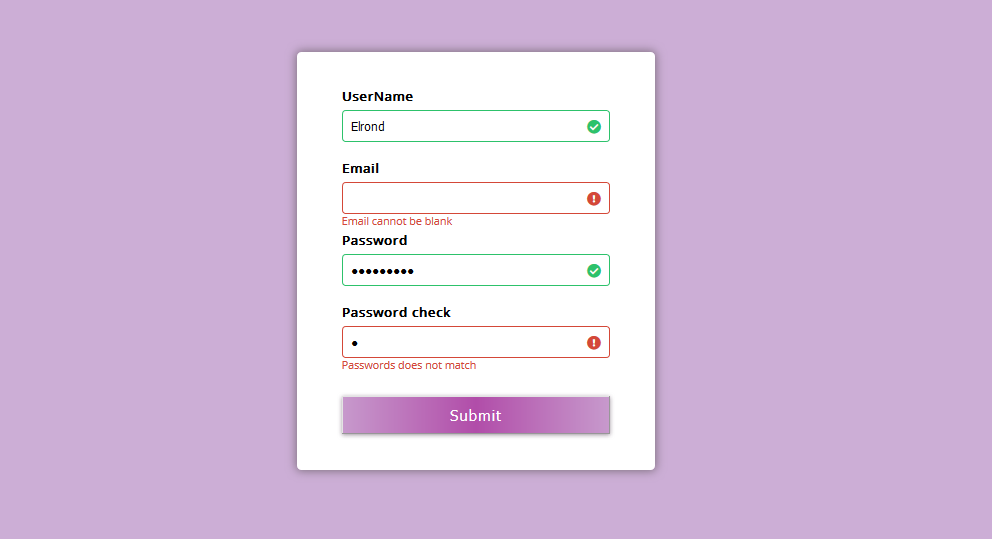 UserName
Elrond
Email
Email cannot be blank
Password
●●●●●●●●●
Password check
●
Passwords does not match
Submit